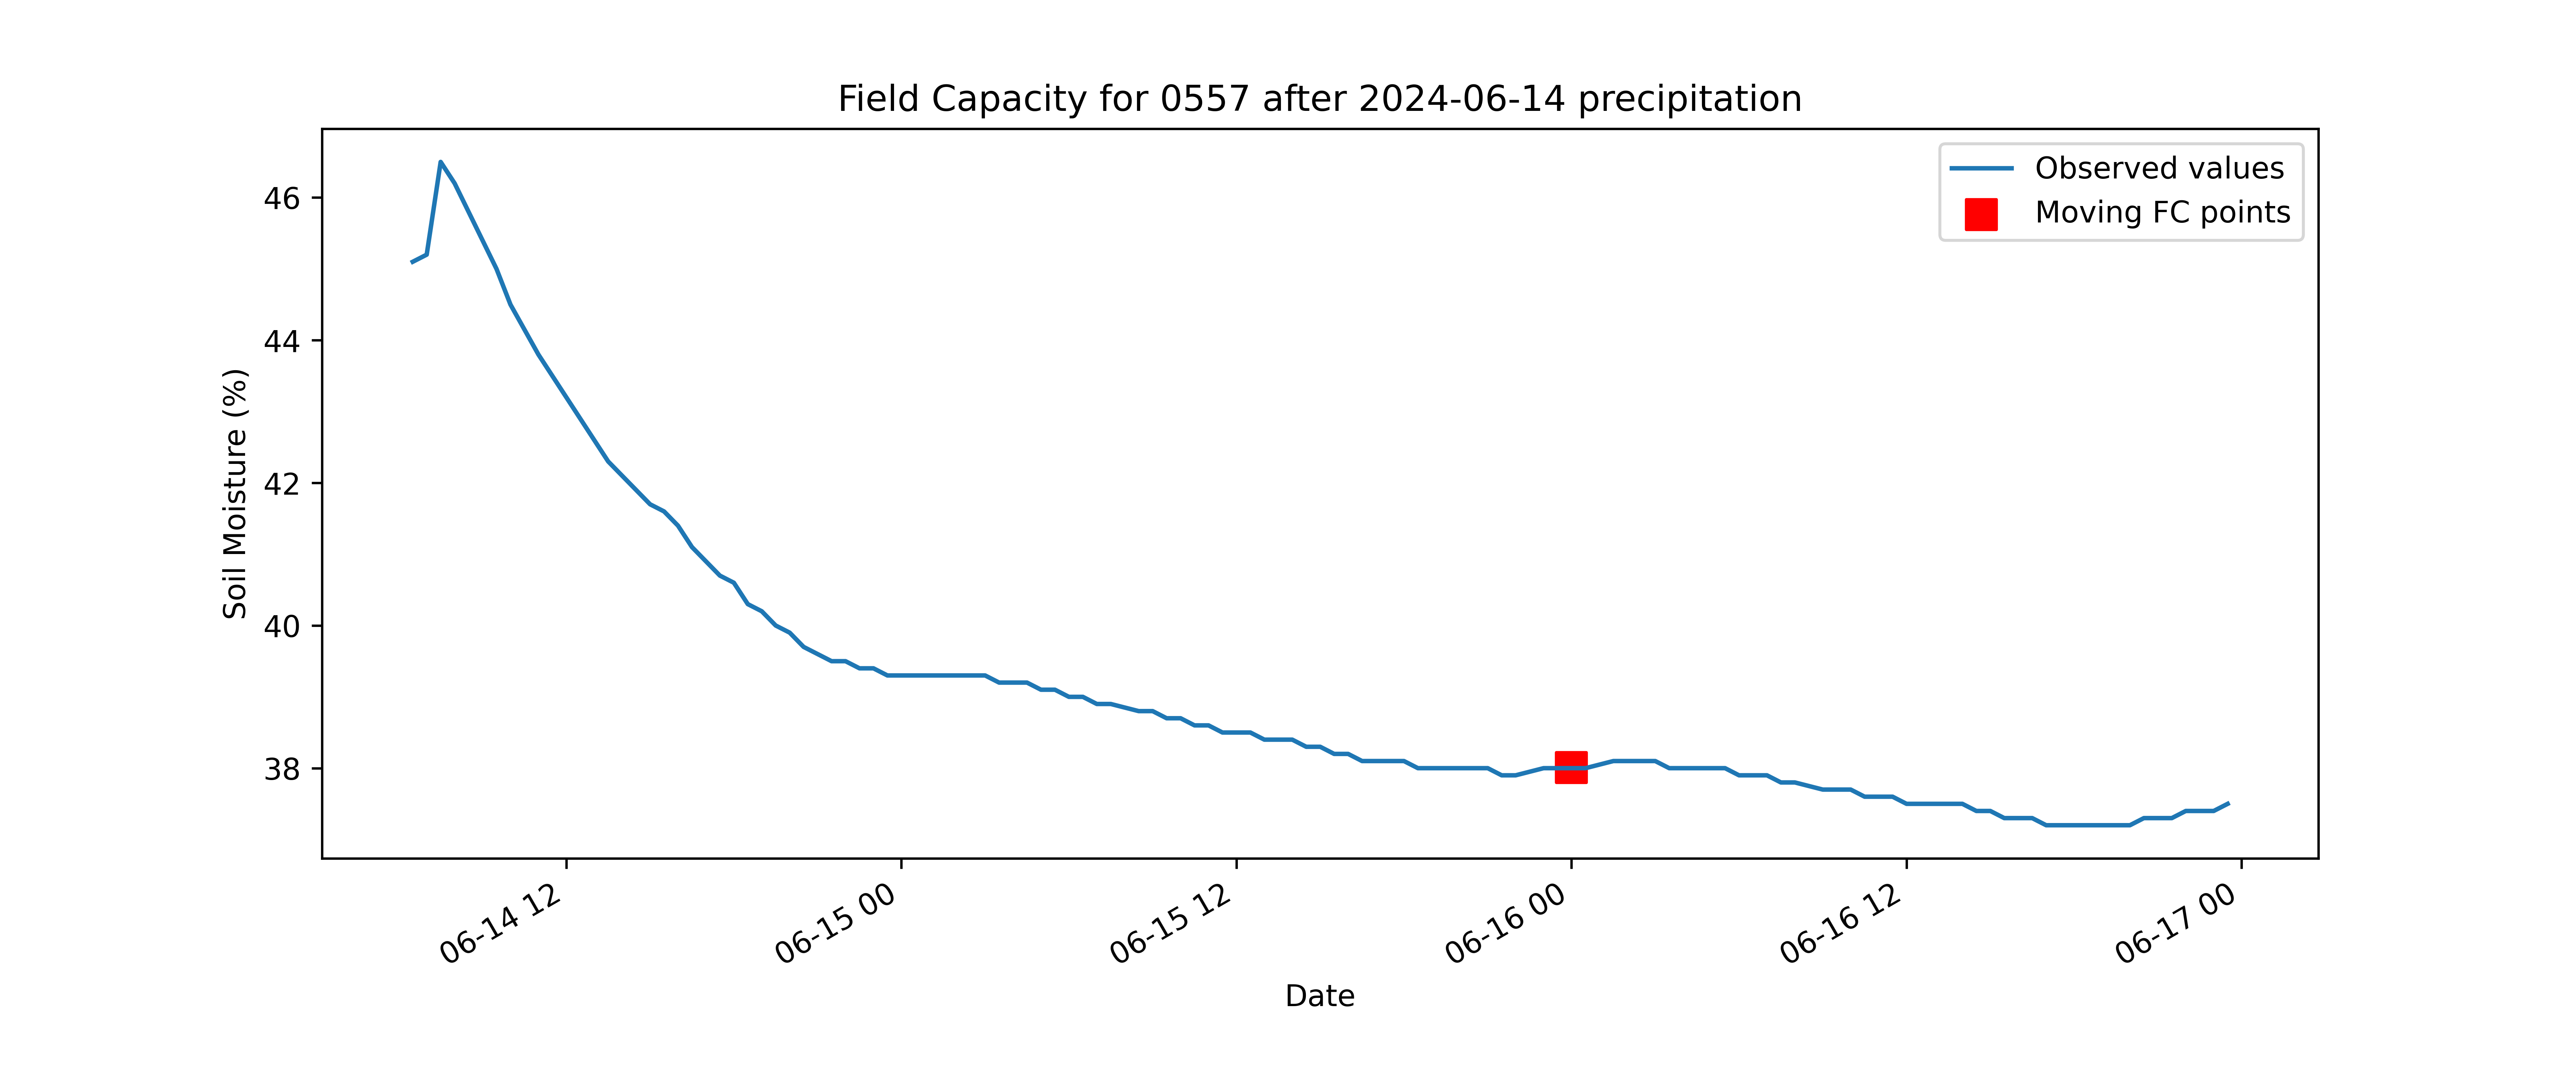 Field Capacity for 0557 after 2024-06-14 precipitation
Observed values
Moving FC points
Soil Moisture (%)
46
44
42
40
38
06-14 12
06-15 00
06-15 12
06-16 00
06-16 12
06-17 00
Date